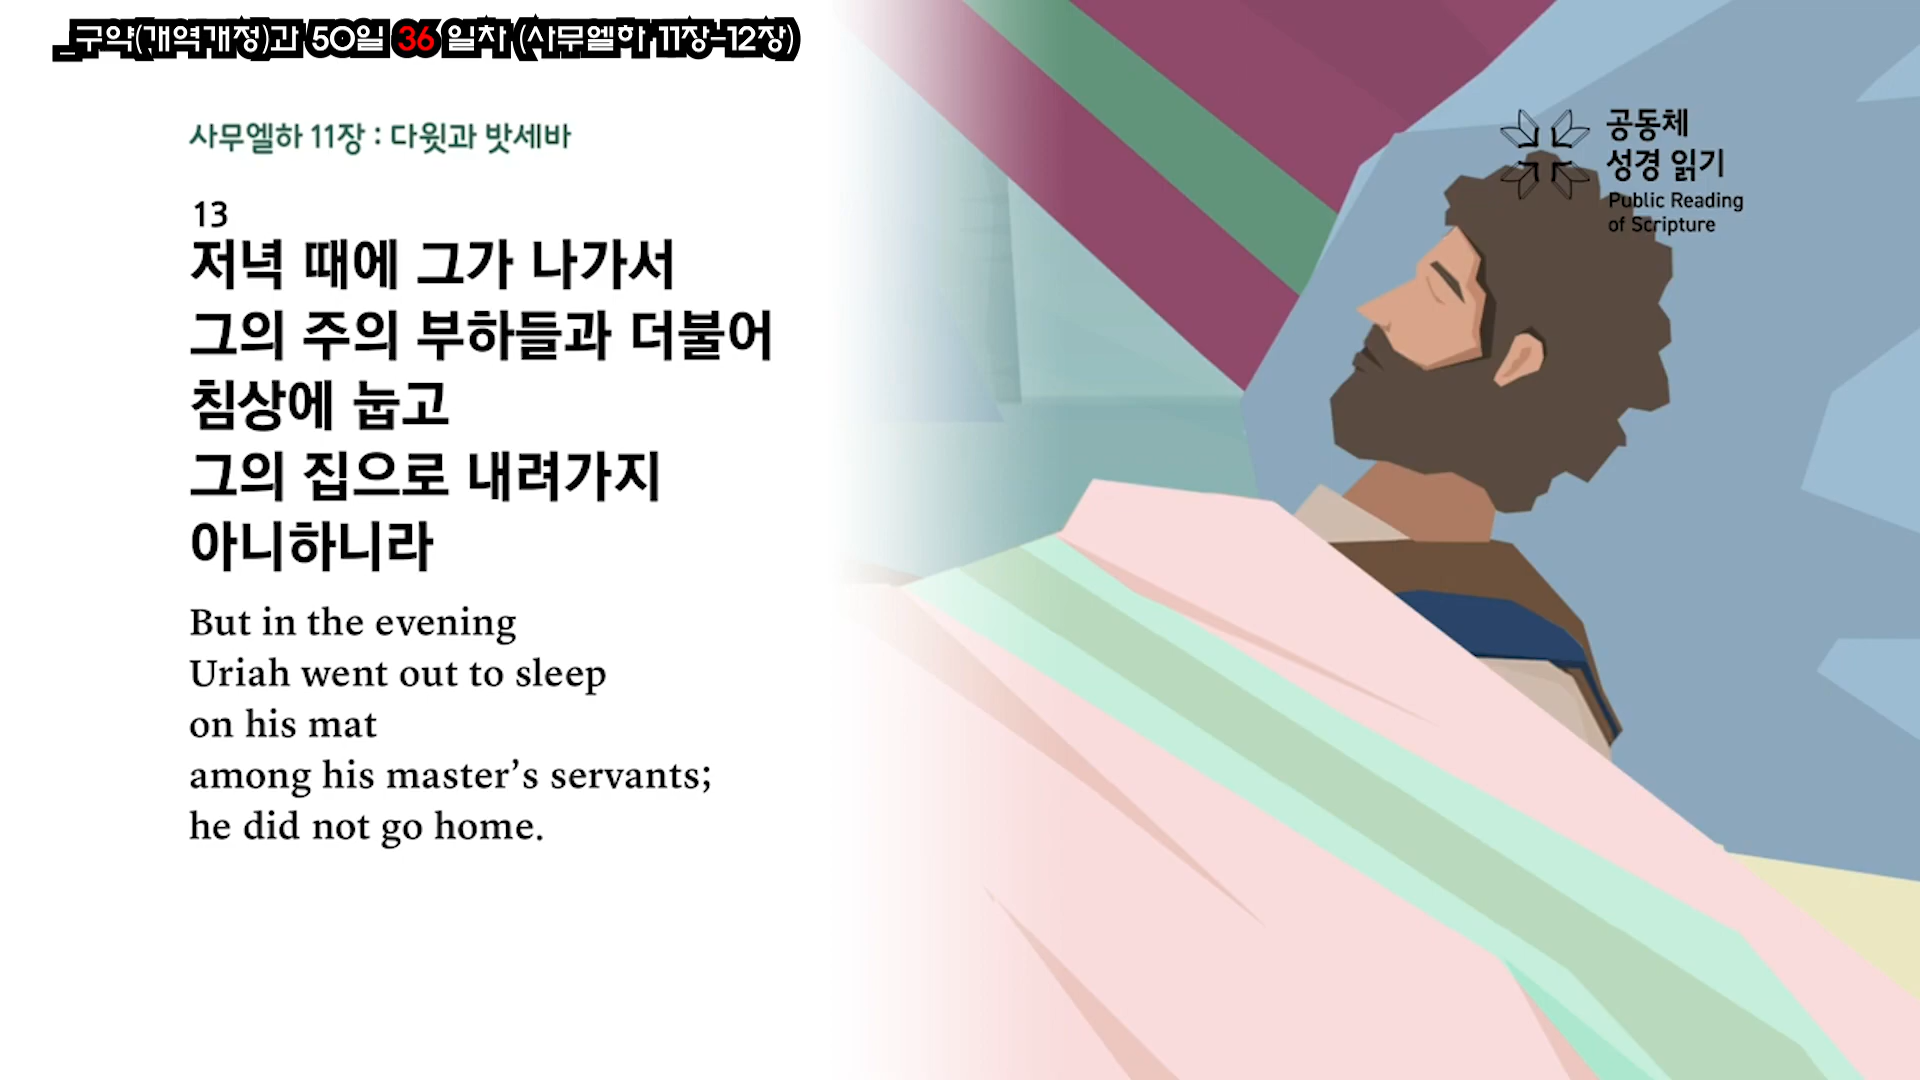 _구약(개역개정)과 50일 36 일차 (사무엘하 11장-12장)
사무엘하 11장 : 다윗과 밧세바
13
저녁 때에 그가 나가서
그의 주의 부하들과 더불어
침상에 눕고
그의 집으로 내려가지
아니하니라
But in the evening
Uriah went out to sleep
on his mat
among his master’s servants;
he did not go home.
공동체
성경 읽기
Public Reading
of Scripture